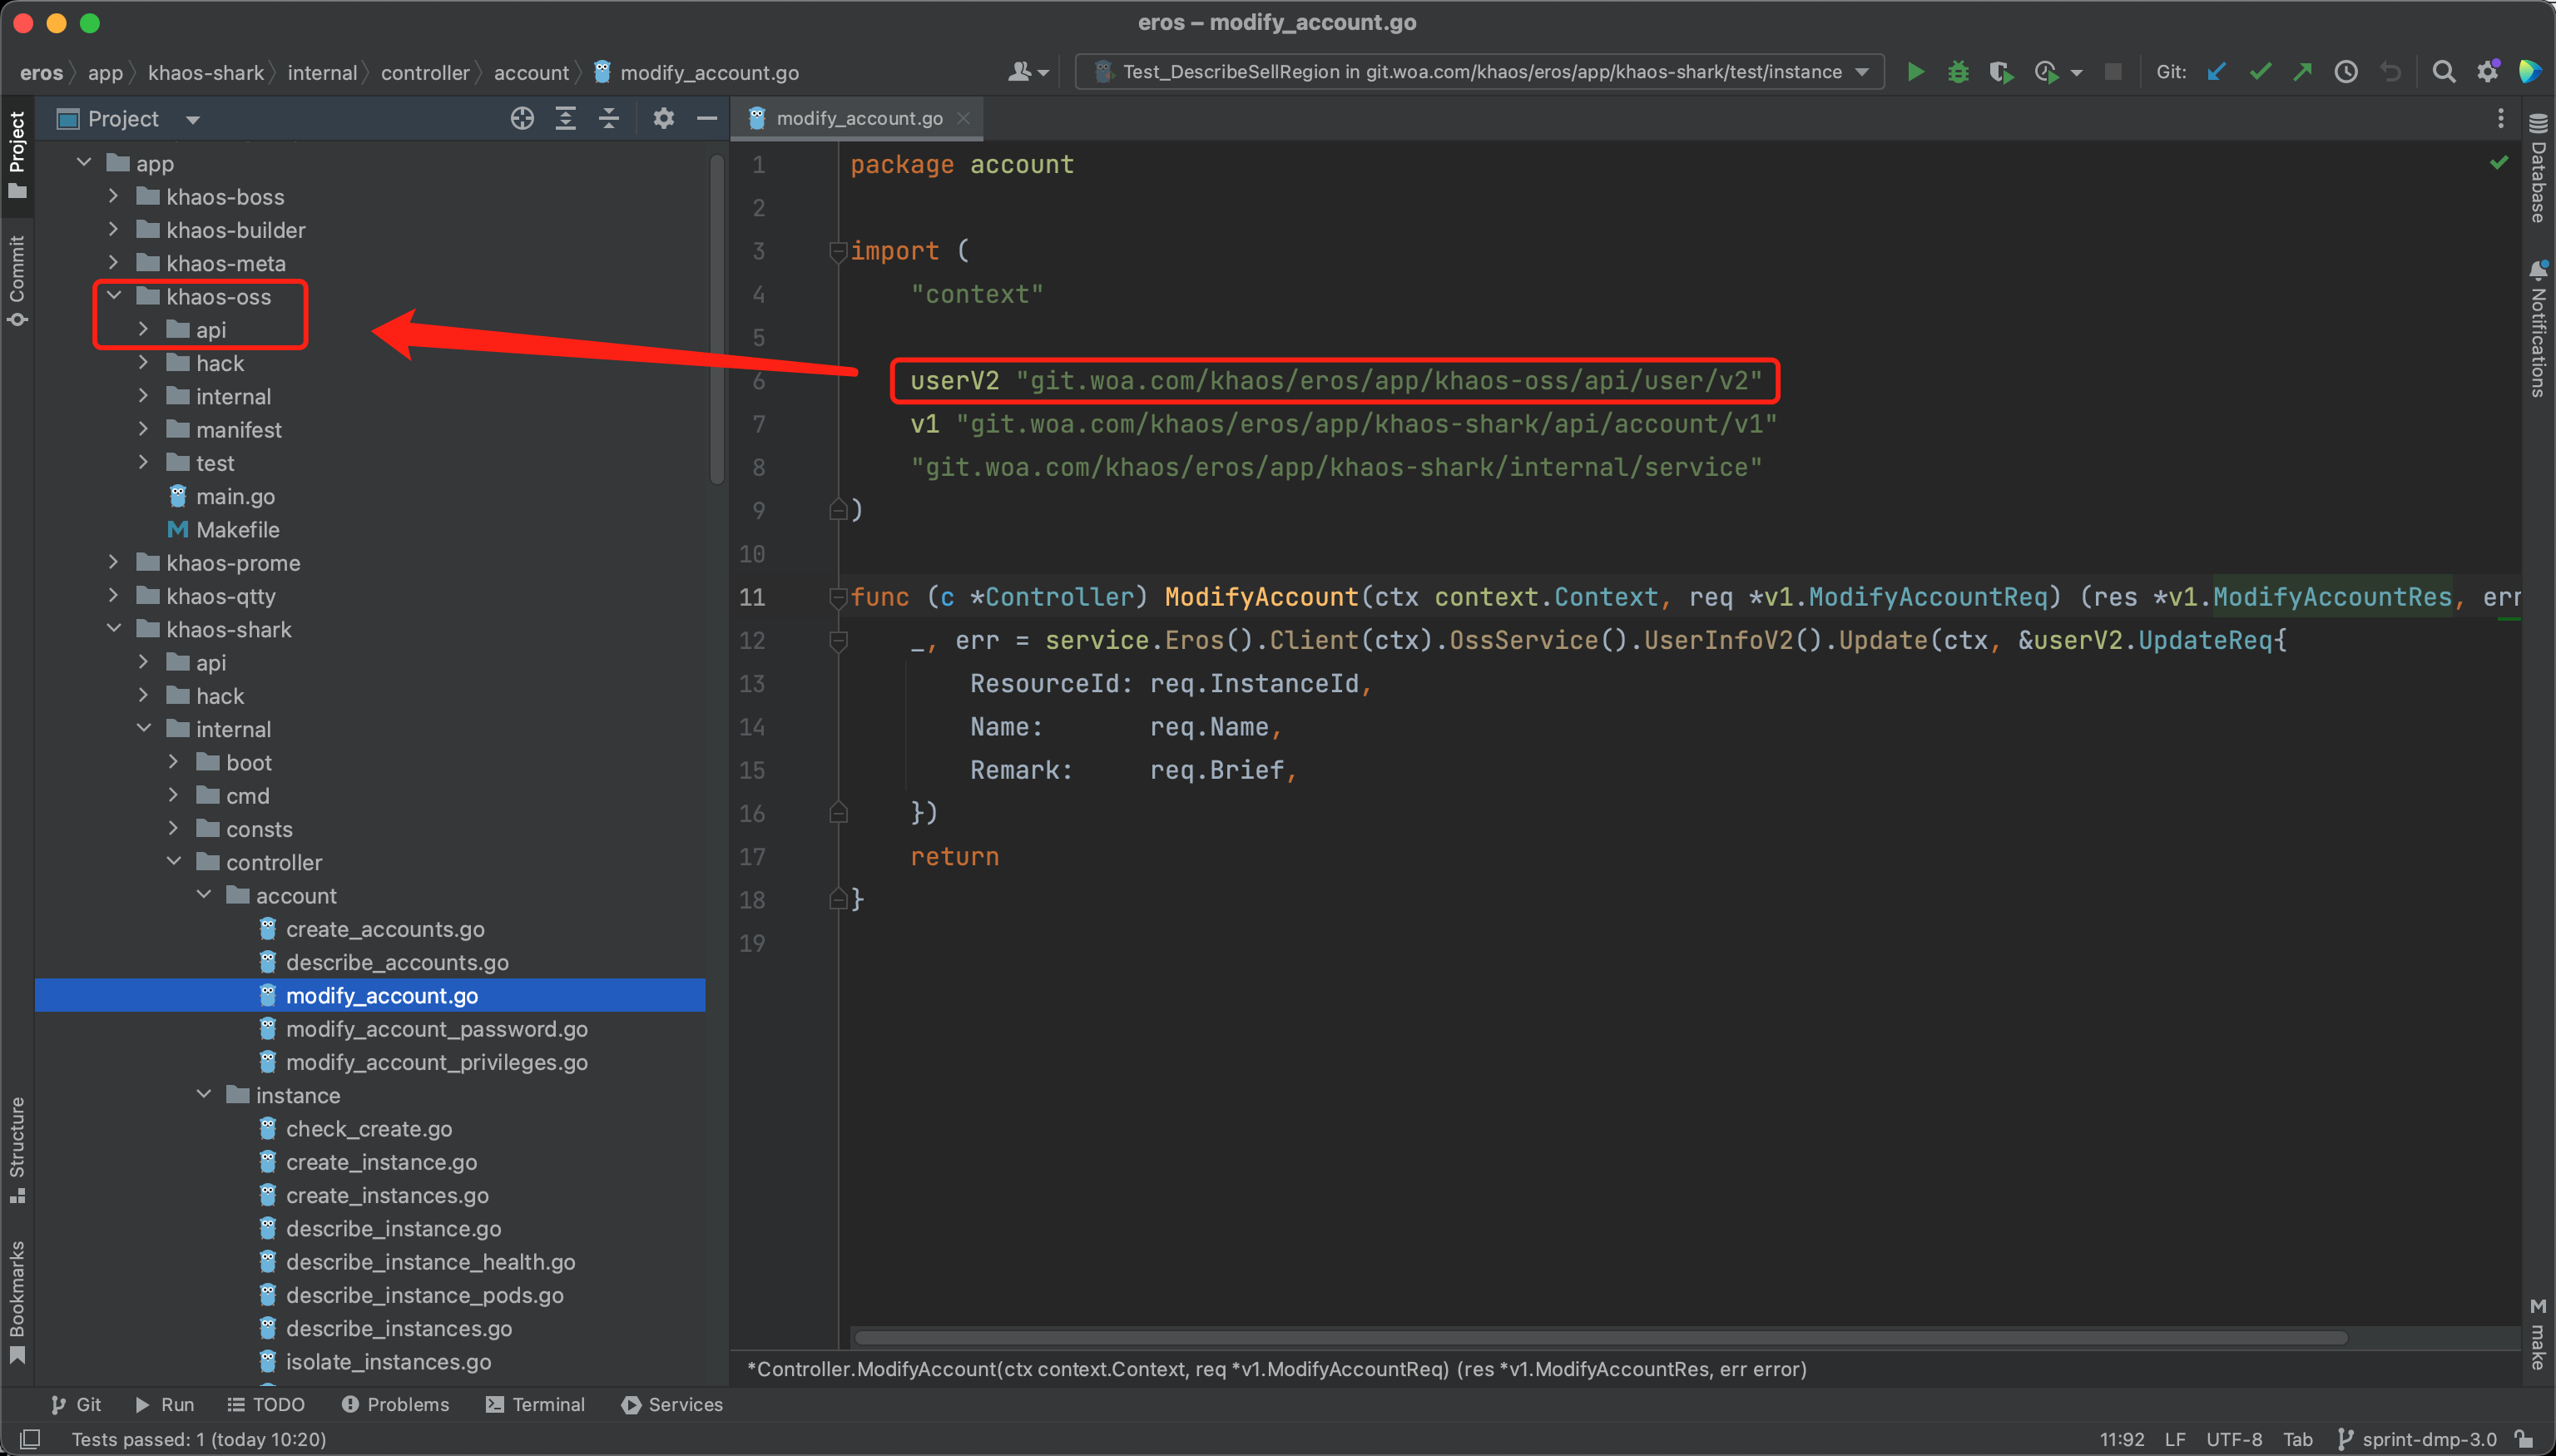 eros – modify_account.go
eros app khaos-shark internal controller account modify_account.go
Test_DescribeSellRegion in git.woa.com/khaos/eros/app/khaos-shark/test/instance
Git:
Project
modify_account.go
Project
Commit
Structure
Bookmarks
app
khaos-boss
khaos-builder
khaos-meta
khaos-oss
api
hack
internal
manifest
test
main.go
Makefile
khaos-prome
khaos-qtty
khaos-shark
api
hack
internal
boot
cmd
consts
controller
account
create_accounts.go
describe_accounts.go
modify_account.go
modify_account_password.go
modify_account_privileges.go
instance
check_create.go
create_instance.go
create_instances.go
describe_instance.go
describe_instance_health.go
describe_instance_pods.go
describe_instances.go
isolate_instances.go
1 package account
2
3 import (
4 "context"
5
6 userV2 "git.woa.com/khaos/eros/app/khaos-oss/api/user/v2"
7 v1 "git.woa.com/khaos/eros/app/khaos-shark/api/account/v1"
8 "git.woa.com/khaos/eros/app/khaos-shark/internal/service"
9 )
10
11 func (c *Controller) ModifyAccount(ctx context.Context, req *v1.ModifyAccountReq) (res *v1.ModifyAccountRes, err
12 _, err = service.Eros().Client(ctx).OssService().UserInfoV2().Update(ctx, &userV2.UpdateReq{
13 ResourceId: req.InstanceId,
14 Name: req.Name,
15 Remark: req.Brief,
16 })
17 return
18 }
19
*Controller.ModifyAccount(ctx context.Context, req *v1.ModifyAccountReq) (res *v1.ModifyAccountRes, err error)
Database
Notifications
M make
Git Run TODO Problems Terminal Services
Tests passed: 1 (today 10:20)
11:92 LF UTF-8 Tab sprint-dmp-3.0